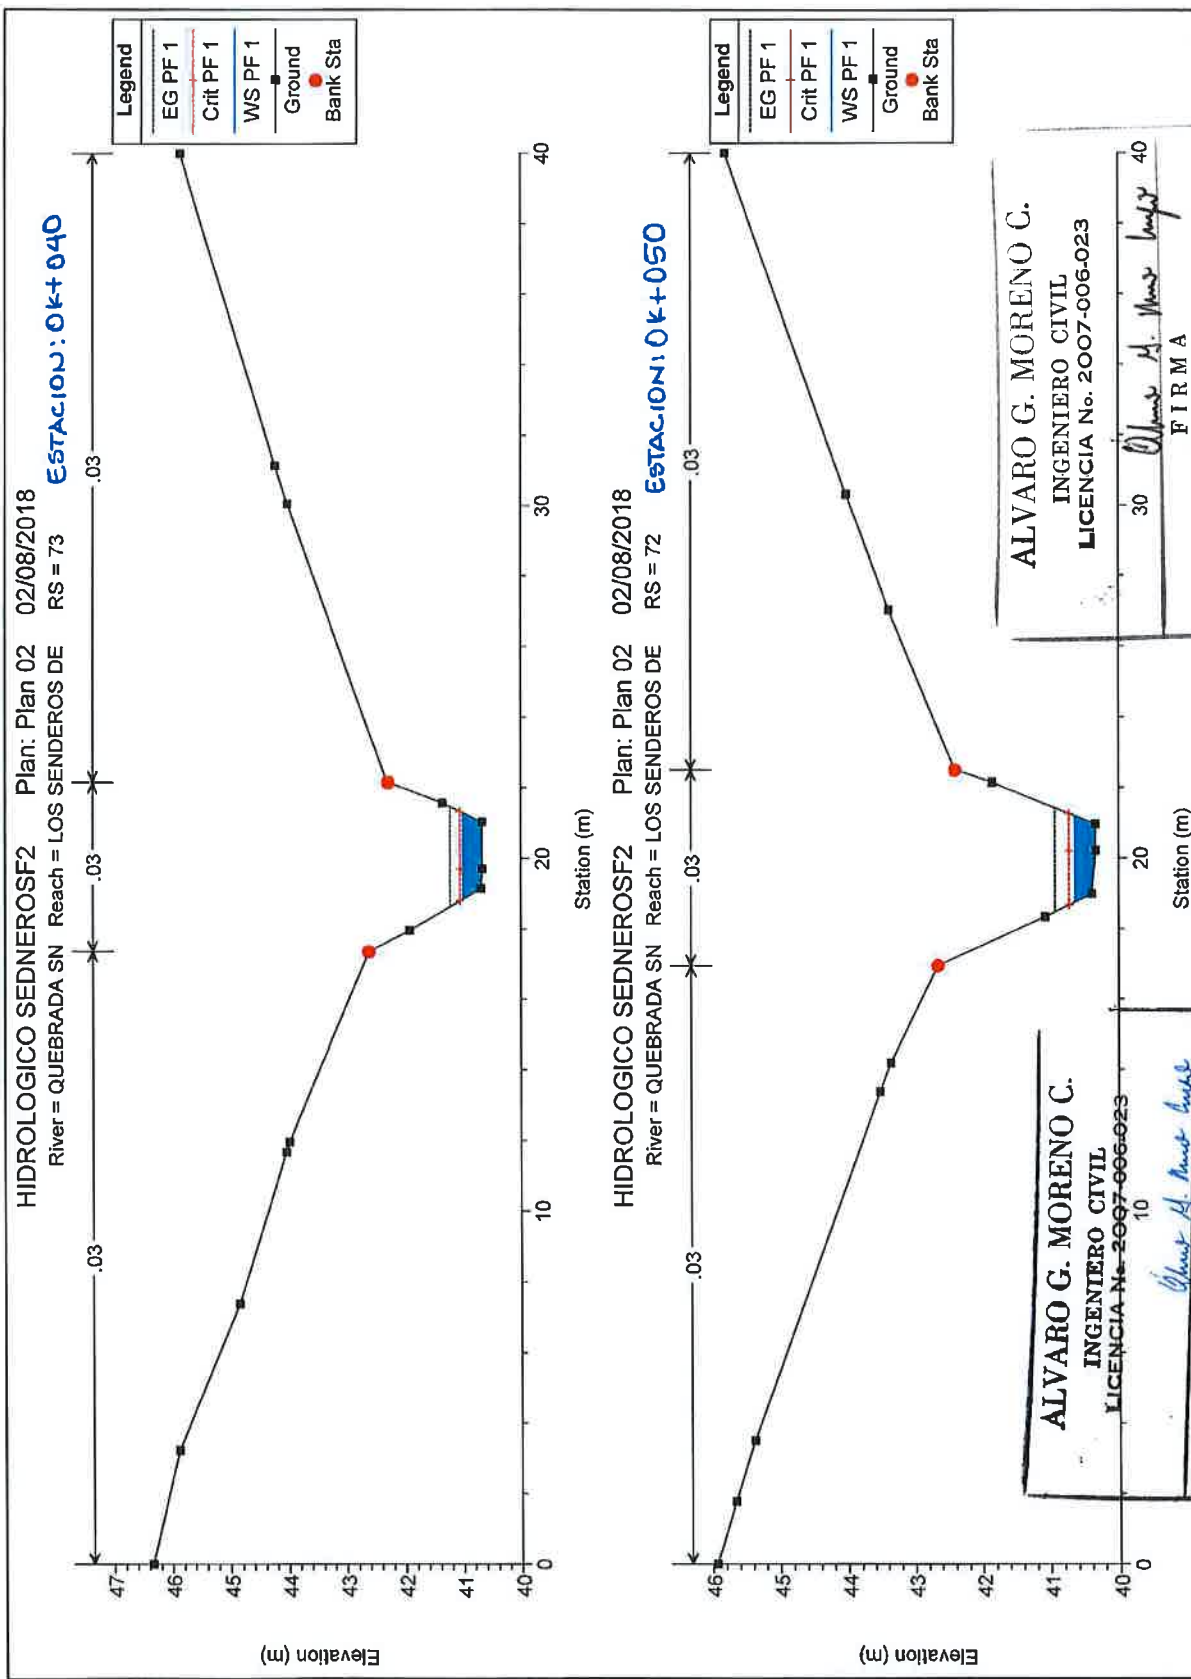 HIDROLOGICO SEDNEROSF2 Plan: Plan 02 02/08/2018
River = QUEBRADA SN Reach = LOS SENDEROS DE RS = 73
ESTACION: 0K+040
.03
.03
.03
Legend
EG PF 1
Crit PF 1
WS PF 1
Ground
Bank Sta
Elevation (m)
47
46
45
44
43
42
41
40
0
10
20
30
40
Station (m)
HIDROLOGICO SEDNEROSF2 Plan: Plan 02 02/08/2018
River = QUEBRADA SN Reach = LOS SENDEROS DE RS = 72
ESTACION: 0K+050
.03
.03
.03
Legend
EG PF 1
Crit PF 1
WS PF 1
Ground
Bank Sta
Elevation (m)
46
45
44
43
42
41
40
0
10
20
30
40
Station (m)
ALVARO G. MORENO C.
INGENIERO CIVIL
LICENCIA No. 2007-006-023
ALVARO G. MORENO C.
INGENIERO CIVIL
LICENCIA No. 2007-006-023
FIRMA